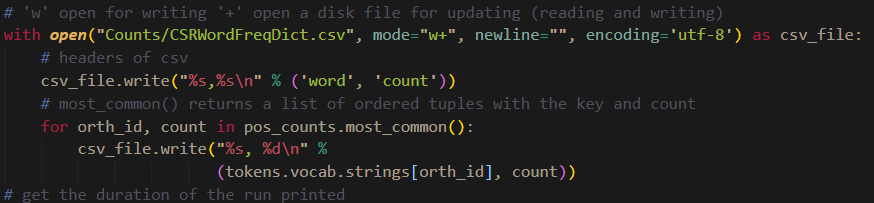 # 'w' open for writing '+' open a disk file for updating (reading and writing)
with open("Counts/CSRWordFreqDict.csv", mode="w+", newline="", encoding='utf-8') as csv_file:
    # headers of csv
    csv_file.write("%s,%s\n" % ('word', 'count'))
    # most_common() returns a list of ordered tuples with the key and count
    for orth_id, count in pos_counts.most_common():
        csv_file.write("%s, %d\n" %
                       (tokens.vocab.strings[orth_id], count))
# get the duration of the run printed